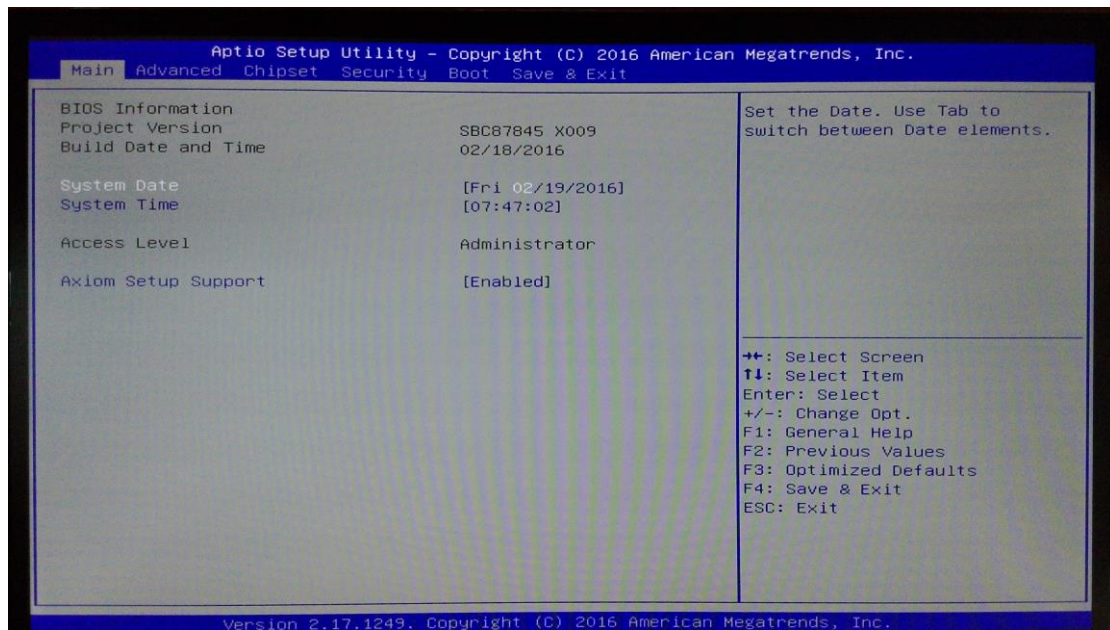 Aptio Setup Utility – Copyright (C) 2016 American Megatrends, Inc.
Main Advanced Chipset Security Boot Save & Exit
BIOS Information
Project Version SBC87845 X009
Build Date and Time 02/18/2016
System Date [Fri 02/19/2016]
System Time [07:47:02]
Access Level Administrator
Axiom Setup Support [Enabled]
Set the Date. Use Tab to
switch between Date elements.
→←: Select Screen
↑↓: Select Item
Enter: Select
+/-: Change Opt.
F1: General Help
F2: Previous Values
F3: Optimized Defaults
F4: Save & Exit
ESC: Exit
Version 2.17.1249. Copyright (C) 2016 American Megatrends, Inc.